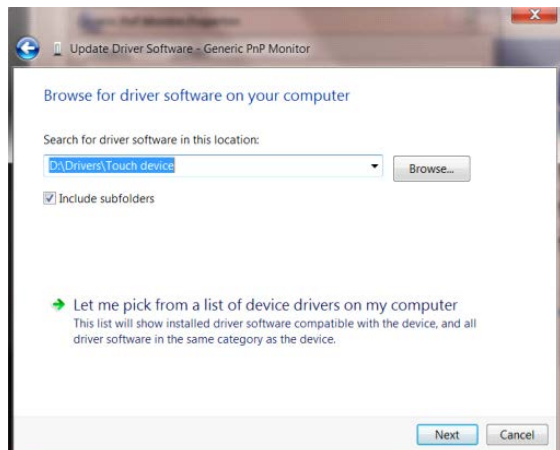 Update Driver Software - Generic PnP Monitor
Browse for driver software on your computer
Search for driver software in this location:
D:\Drivers\Touch device
Browse...
Include subfolders
Let me pick from a list of device drivers on my computer
This list will show installed driver software compatible with the device, and all
driver software in the same category as the device.
Next
Cancel